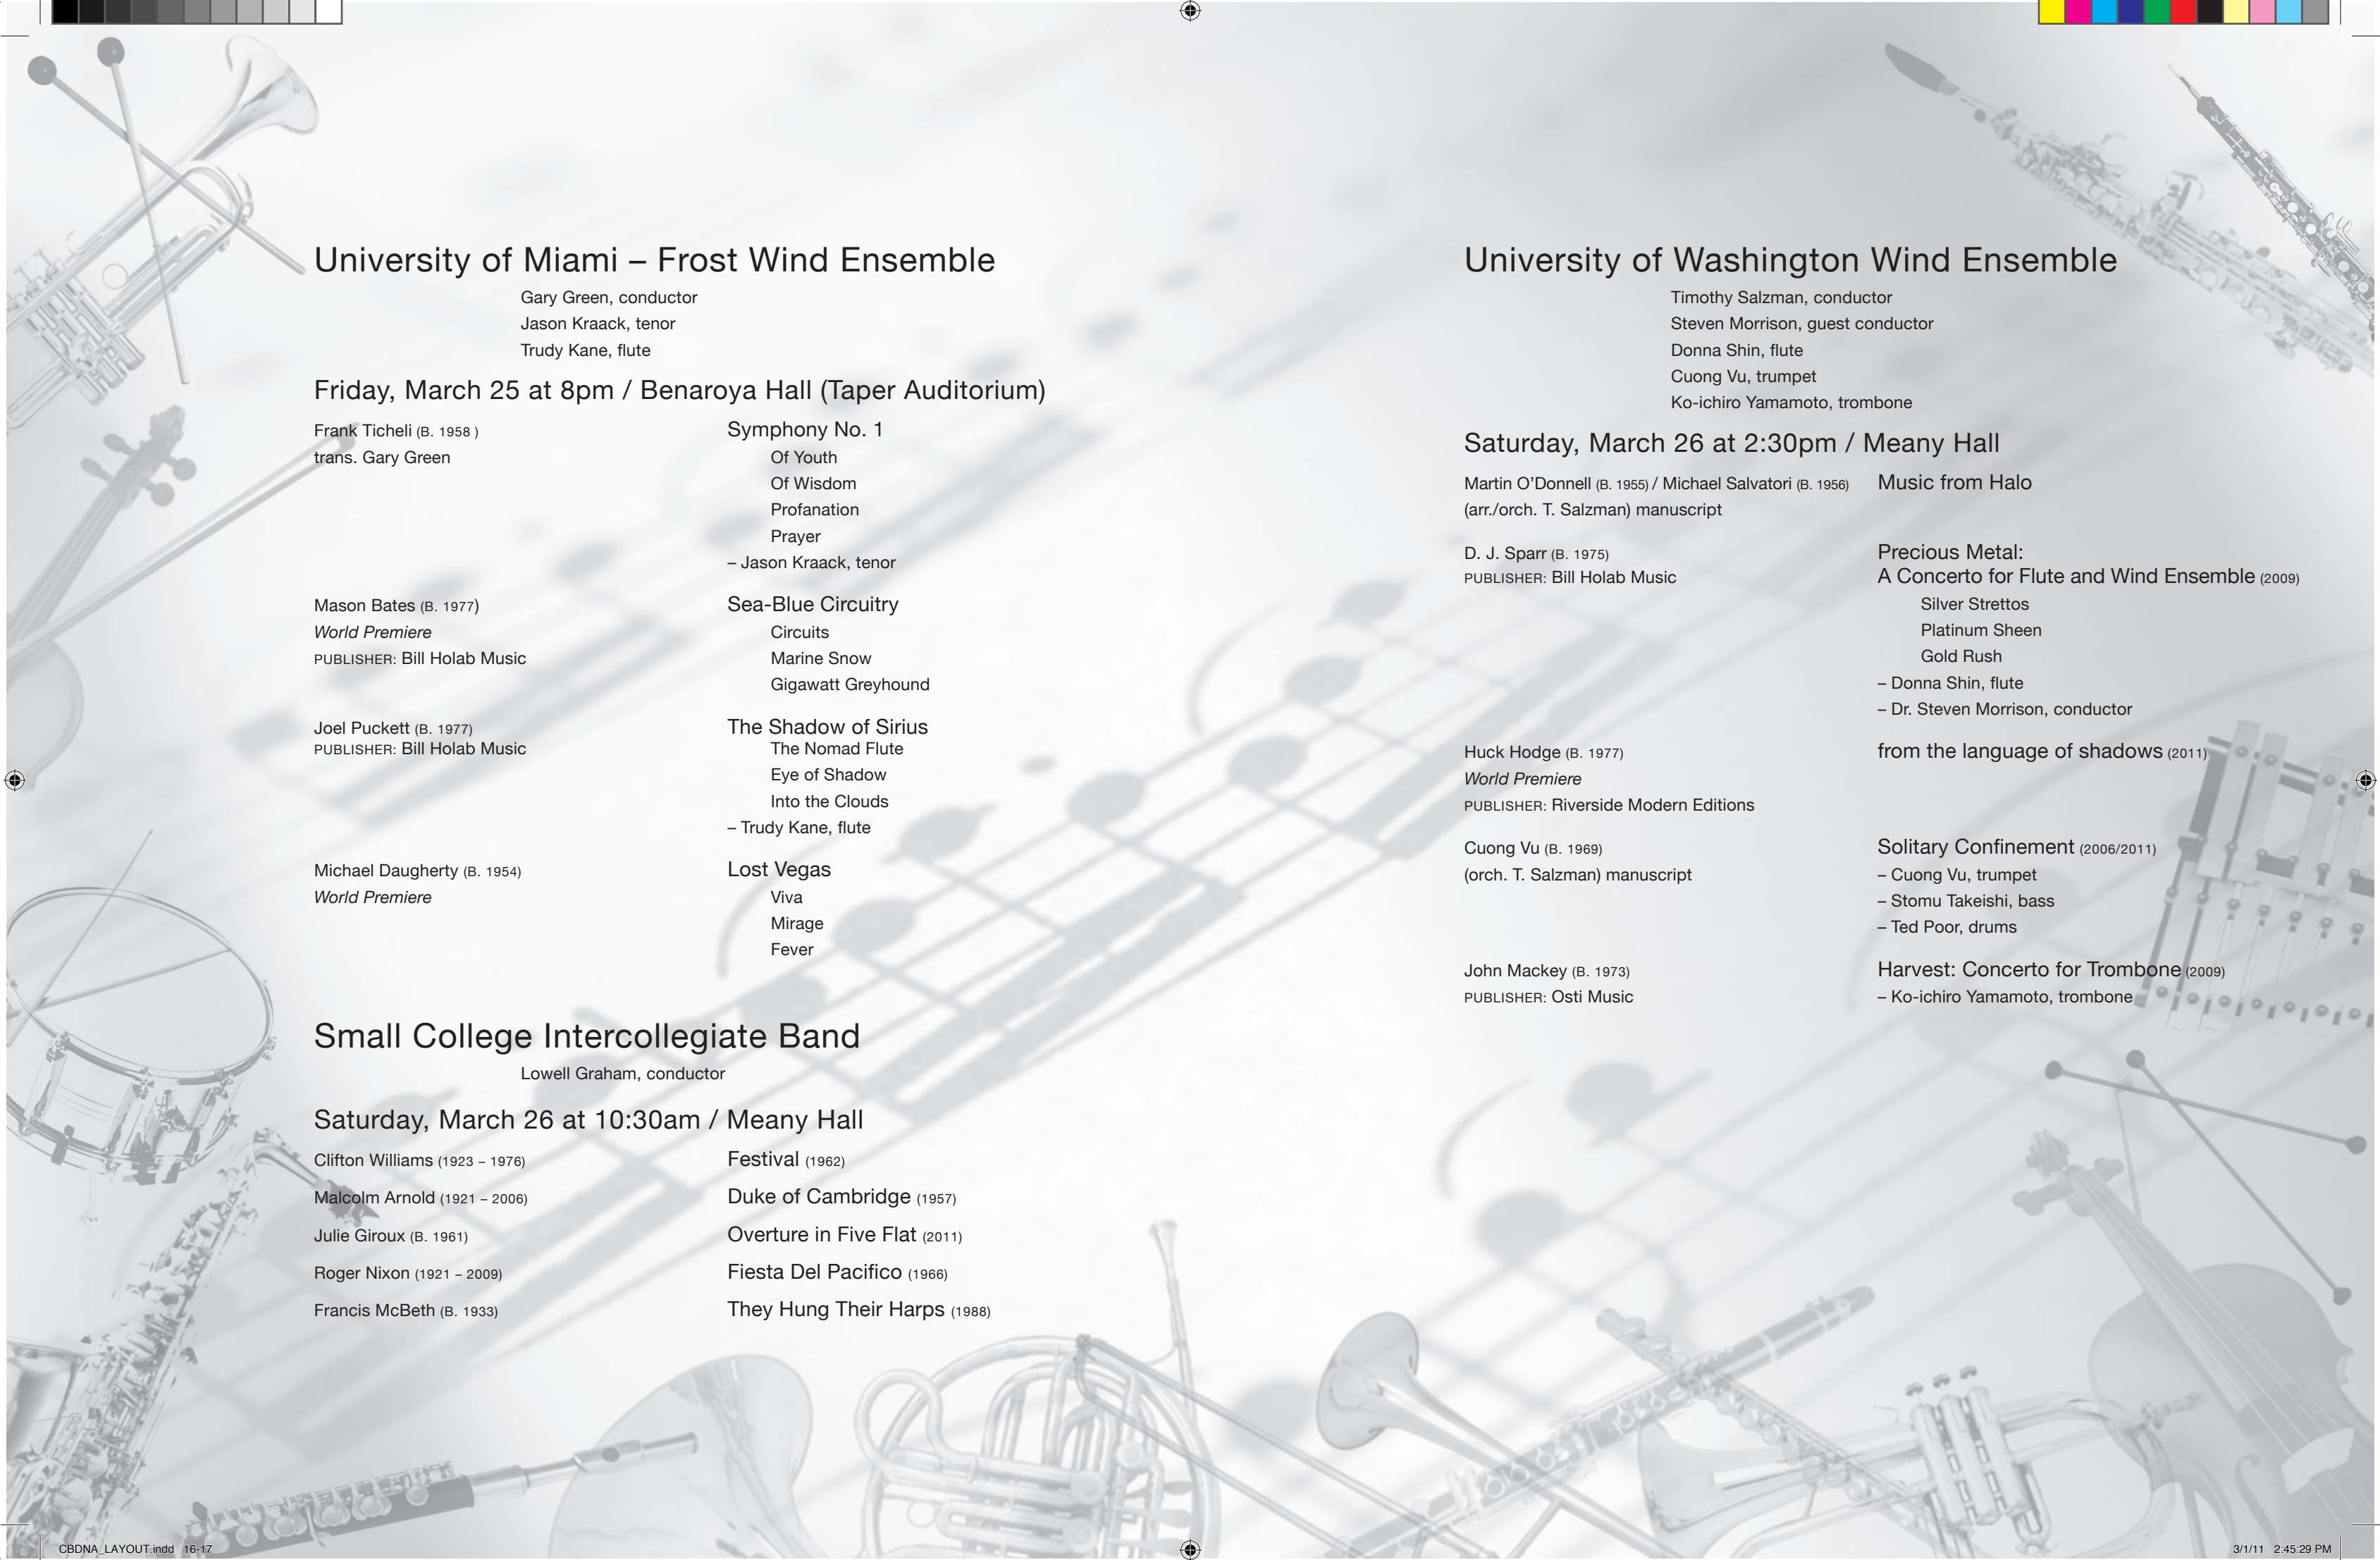 University of Miami – Frost Wind Ensemble
Gary Green, conductor
Jason Kraack, tenor
Trudy Kane, flute
Friday, March 25 at 8pm / Benaroya Hall (Taper Auditorium)
Frank Ticheli (B. 1958 ) Symphony No. 1
trans. Gary Green Of Youth
Of Wisdom
Profanation
Prayer
– Jason Kraack, tenor
Mason Bates (B. 1977) Sea-Blue Circuitry
World Premiere Circuits
PUBLISHER: Bill Holab Music Marine Snow
Gigawatt Greyhound
Joel Puckett (B. 1977) The Shadow of Sirius
PUBLISHER: Bill Holab Music The Nomad Flute
Eye of Shadow
Into the Clouds
– Trudy Kane, flute
Michael Daugherty (B. 1954) Lost Vegas
World Premiere Viva
Mirage
Fever
Small College Intercollegiate Band
Lowell Graham, conductor
Saturday, March 26 at 10:30am / Meany Hall
Clifton Williams (1923 – 1976) Festival (1962)
Malcolm Arnold (1921 – 2006) Duke of Cambridge (1957)
Julie Giroux (B. 1961) Overture in Five Flat (2011)
Roger Nixon (1921 – 2009) Fiesta Del Pacifico (1966)
Francis McBeth (B. 1933) They Hung Their Harps (1988)
University of Washington Wind Ensemble
Timothy Salzman, conductor
Steven Morrison, guest conductor
Donna Shin, flute
Cuong Vu, trumpet
Ko-ichiro Yamamoto, trombone
Saturday, March 26 at 2:30pm / Meany Hall
Martin O’Donnell (B. 1955) / Michael Salvatori (B. 1956) Music from Halo
(arr./orch. T. Salzman) manuscript
D. J. Sparr (B. 1975) Precious Metal:
PUBLISHER: Bill Holab Music A Concerto for Flute and Wind Ensemble (2009)
Silver Strettos
Platinum Sheen
Gold Rush
– Donna Shin, flute
– Dr. Steven Morrison, conductor
Huck Hodge (B. 1977) from the language of shadows (2011)
World Premiere
PUBLISHER: Riverside Modern Editions
Cuong Vu (B. 1969) Solitary Confinement (2006/2011)
(orch. T. Salzman) manuscript – Cuong Vu, trumpet
– Stomu Takeishi, bass
– Ted Poor, drums
John Mackey (B. 1973) Harvest: Concerto for Trombone (2009)
PUBLISHER: Osti Music – Ko-ichiro Yamamoto, trombone
CBDNA_LAYOUT.indd 16-17 3/1/11 2:45:29 PM